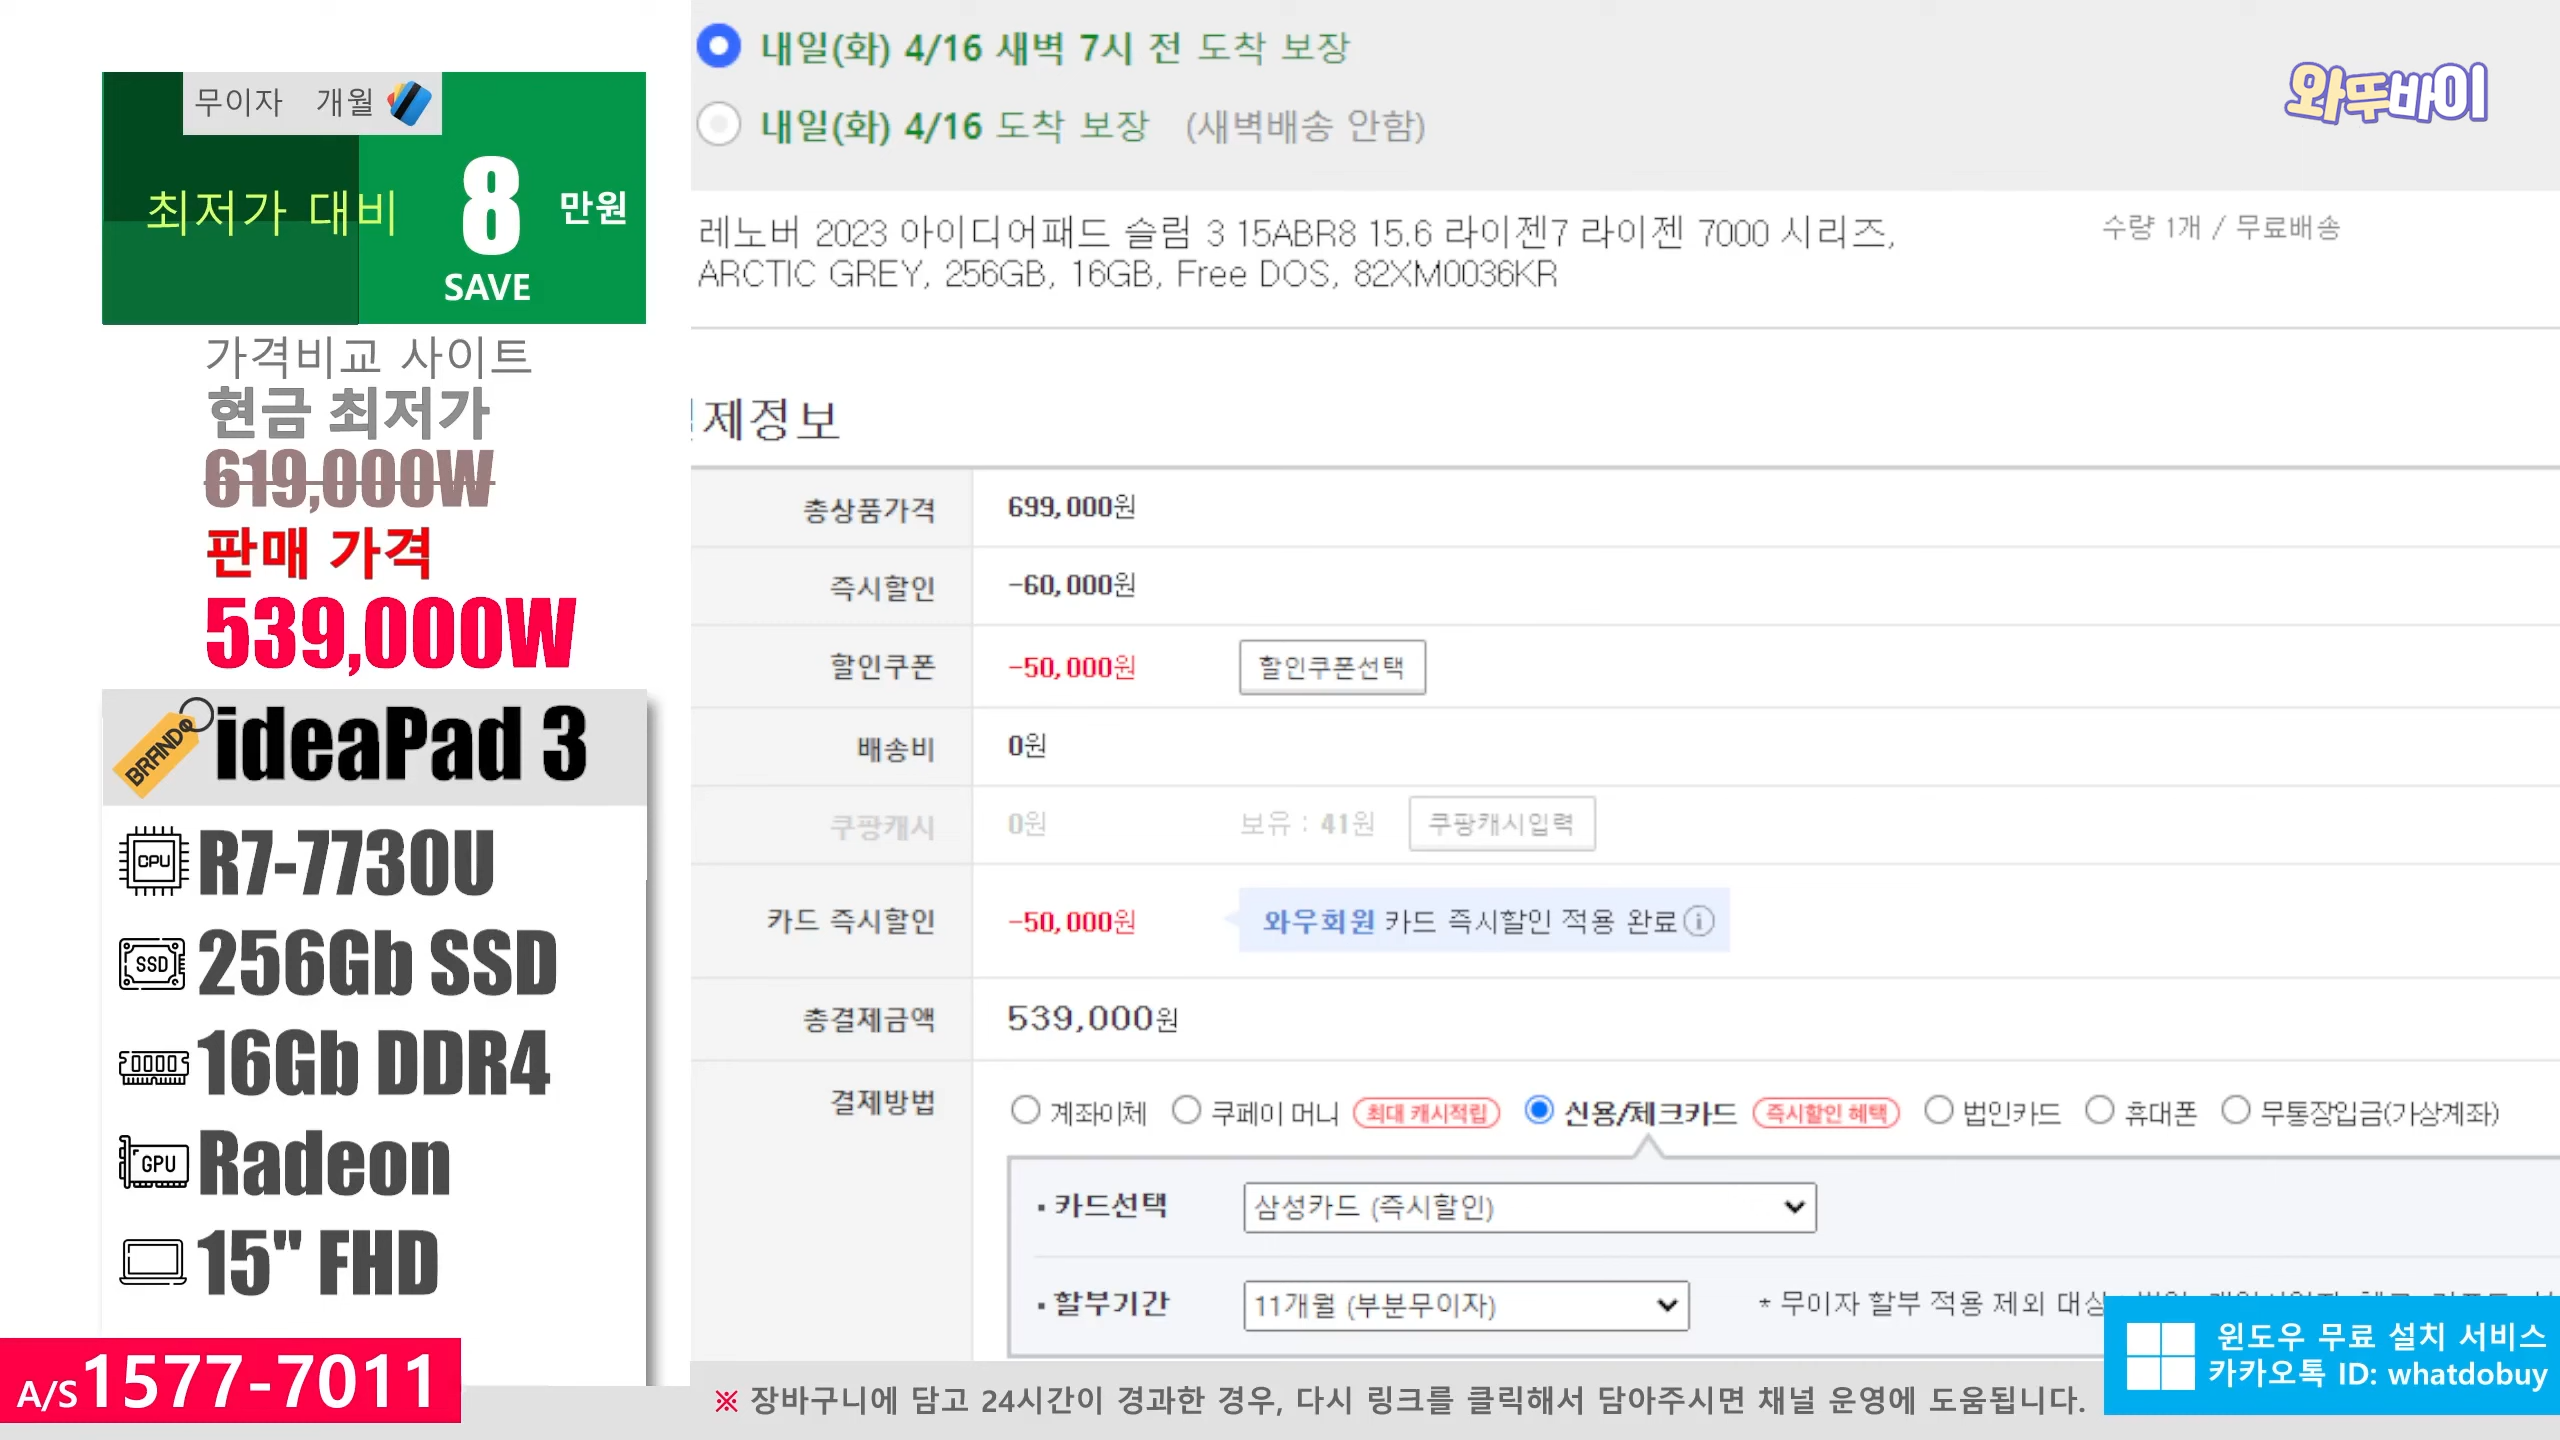 무이자 개월
최저가 대비 8 만원
SAVE
가격비교 사이트
현금 최저가
619,000W
판매 가격
539,000W
BRAND
ideaPad 3
CPU
R7-7730U
SSD
256Gb SSD
16Gb DDR4
GPU
Radeon
15" FHD
A/S 1577-7011
내일(화) 4/16 새벽 7시 전 도착 보장
내일(화) 4/16 도착 보장 (새벽배송 안함)
와뚜바이
레노버 2023 아이디어패드 슬림 3 15ABR8 15.6 라이젠7 라이젠 7000 시리즈,
ARCTIC GREY, 256GB, 16GB, Free DOS, 82XM0036KR
수량 1개 / 무료배송
제정보
총상품가격 699,000원
즉시할인 -60,000원
할인쿠폰 -50,000원 할인쿠폰선택
배송비 0원
쿠팡캐시 0원 보유 : 41원 쿠팡캐시입력
카드 즉시할인 -50,000원 와우회원 카드 즉시할인 적용 완료
총결제금액 539,000원
결제방법 계좌이체 쿠페이 머니 최대 캐시적립 신용/체크카드 즉시할인 혜택 법인카드 휴대폰 무통장입금(가상계좌)
카드선택 삼성카드 (즉시할인)
할부기간 11개월 (부분무이자) * 무이자 할부 적용 제외 대상
윈도우 무료 설치 서비스
카카오톡 ID: whatdobuy
※ 장바구니에 담고 24시간이 경과한 경우, 다시 링크를 클릭해서 담아주시면 채널 운영에 도움됩니다.